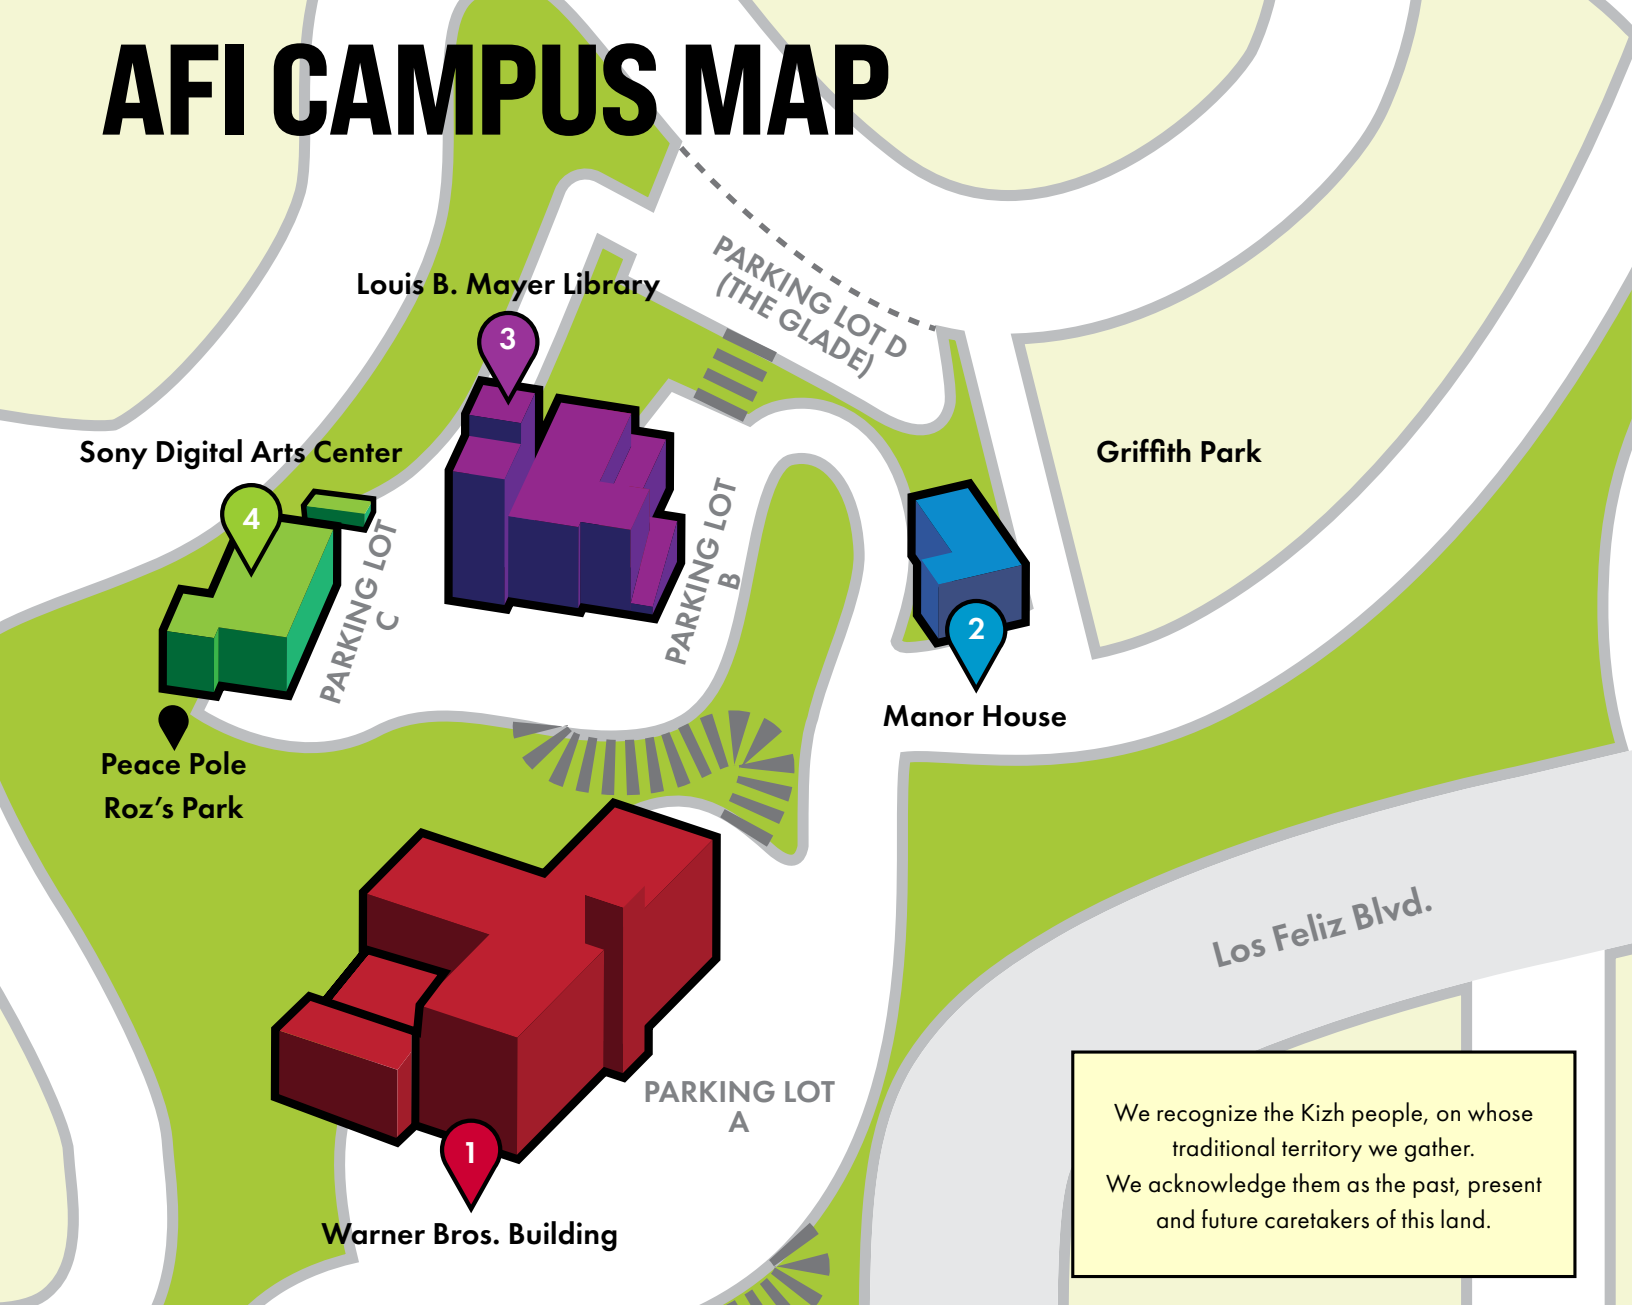 AFI CAMPUS MAP
PARKING LOT D
(THE GLADE)
Louis B. Mayer Library
3
Sony Digital Arts Center
4
Griffith Park
PARKING LOT
C
PARKING LOT
B
2
Manor House
Peace Pole
Roz’s Park
Los Feliz Blvd.
PARKING LOT
A
1
Warner Bros. Building
We recognize the Kizh people, on whose
traditional territory we gather.
We acknowledge them as the past, present
and future caretakers of this land.